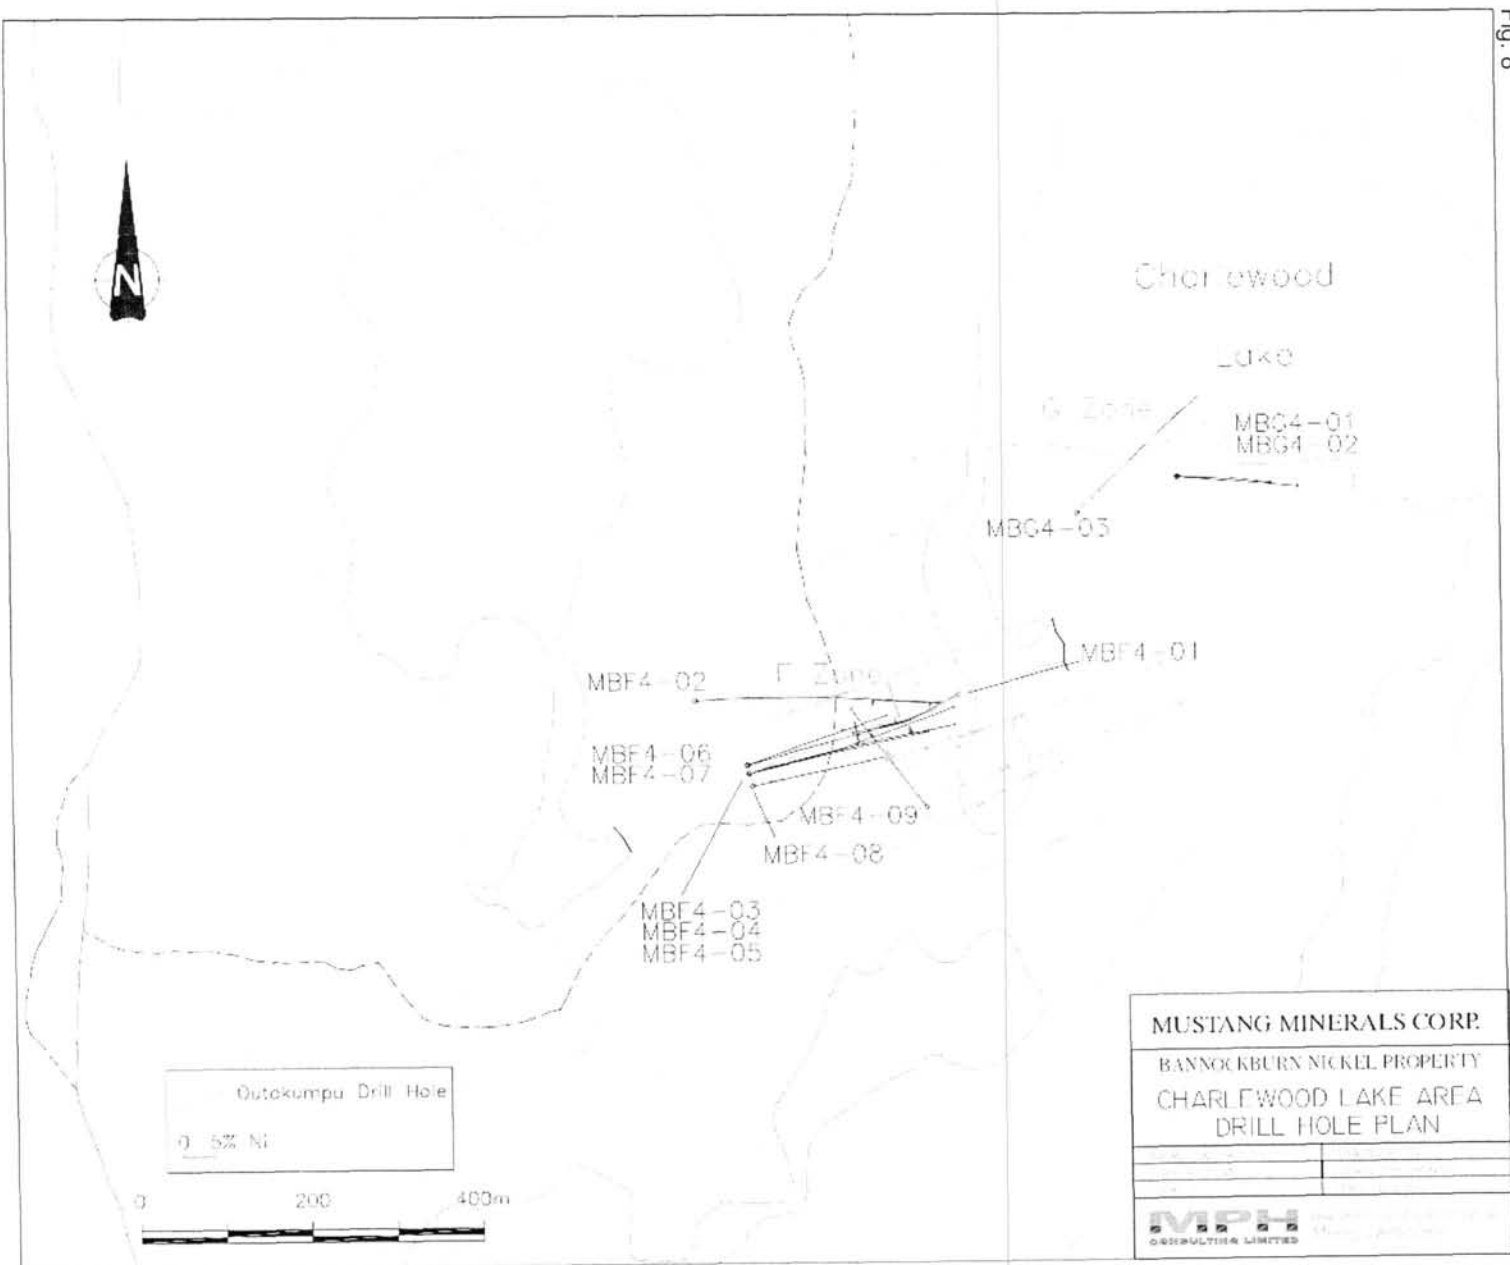 Fig. 8
N
Charlewood
Lake
G Zone
MBG4-01
MBG4-02
MBG4-03
MBF4-01
MBF4-02
F Zone
MBF4-06
MBF4-07
MBF4-09
MBF4-08
MBF4-03
MBF4-04
MBF4-05
MUSTANG MINERALS CORP.
BANNOCKBURN NICKEL PROPERTY
CHARLEWOOD LAKE AREA
DRILL HOLE PLAN
Outokumpu Drill Hole
0 5% Ni
0 200 400m
MPH
CONSULTING LIMITED